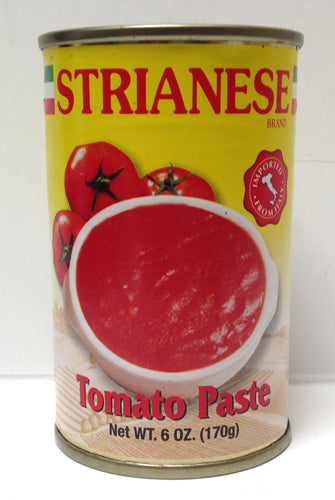 STRIANESE
BRAND
IMPORTED
FROM ITALY
Tomato Paste
Net WT. 6 OZ. (170g)